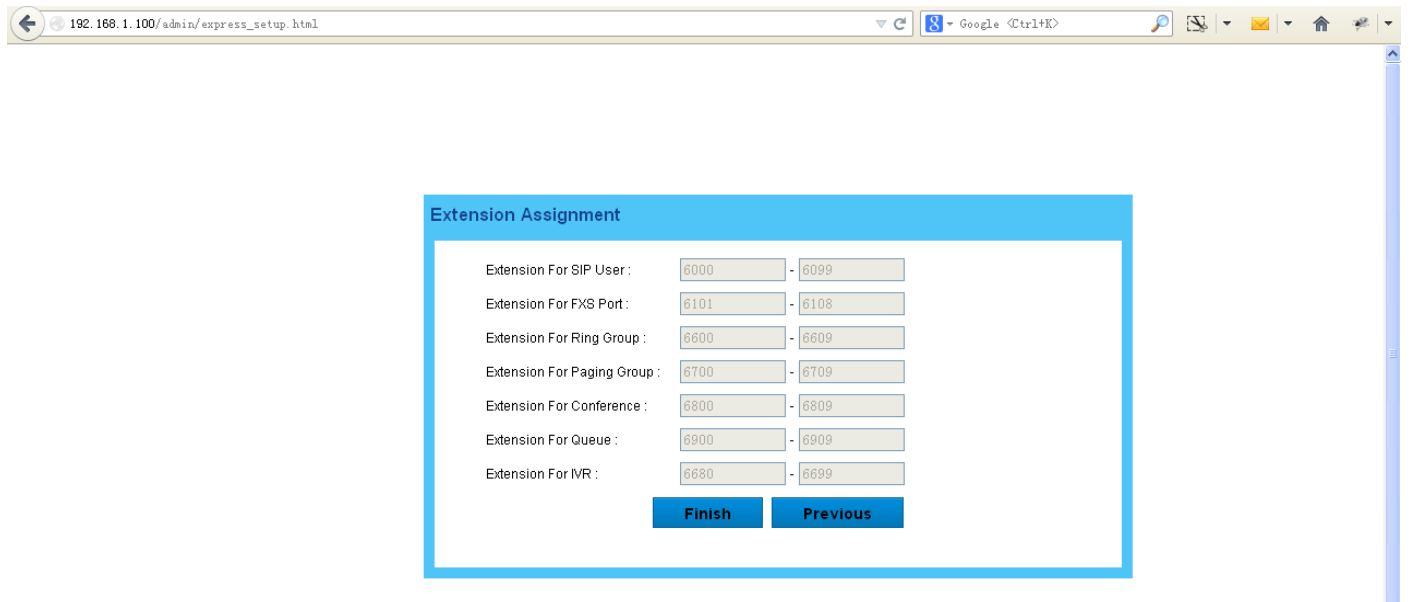 192.168.1.100/admin/express_setup.html
Google <Ctrl+K>
Extension Assignment
Extension For SIP User : 6000 - 6099
Extension For FXS Port : 6101 - 6108
Extension For Ring Group : 6600 - 6609
Extension For Paging Group : 6700 - 6709
Extension For Conference : 6800 - 6809
Extension For Queue : 6900 - 6909
Extension For IVR : 6680 - 6699
Finish Previous